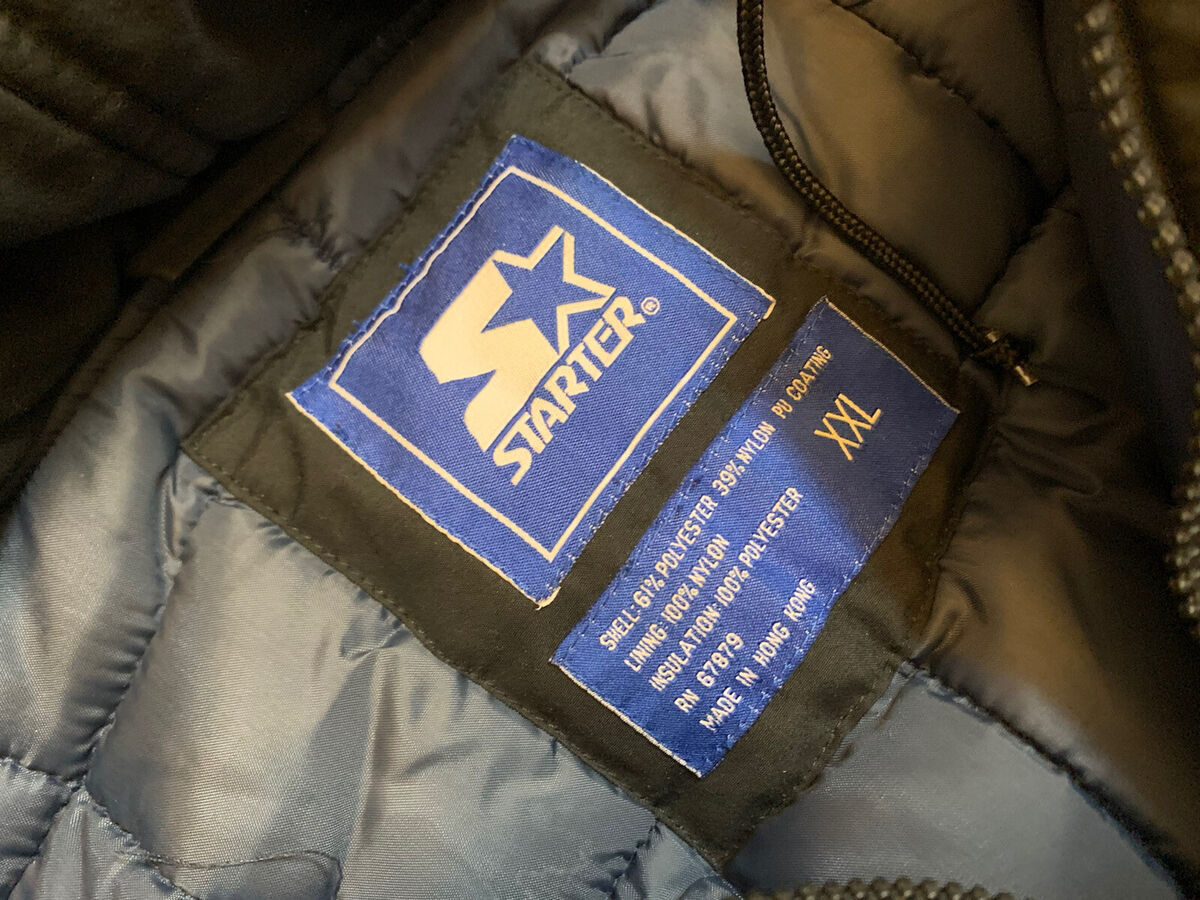 STARTER®
XXL
SHELL: 61% POLYESTER 39% NYLON PU COATING
LINING: 100% NYLON
INSULATION: 100% POLYESTER
RN 67879
MADE IN HONG KONG